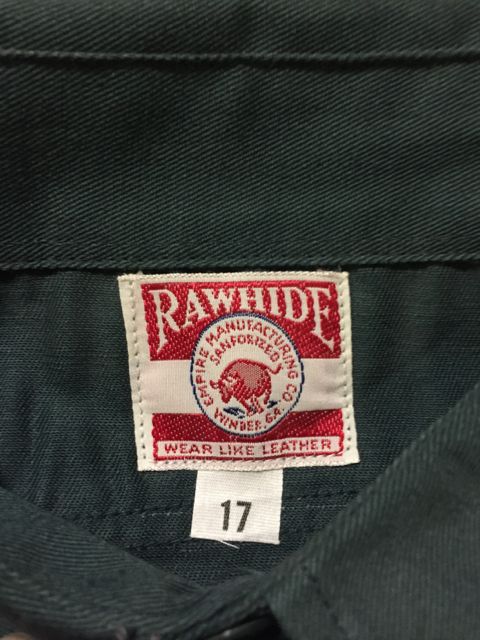 RAWHIDE
EMPIRE MANUFACTURING CO
SANFORIZED
WINDER, GA.
WEAR LIKE LEATHER
17